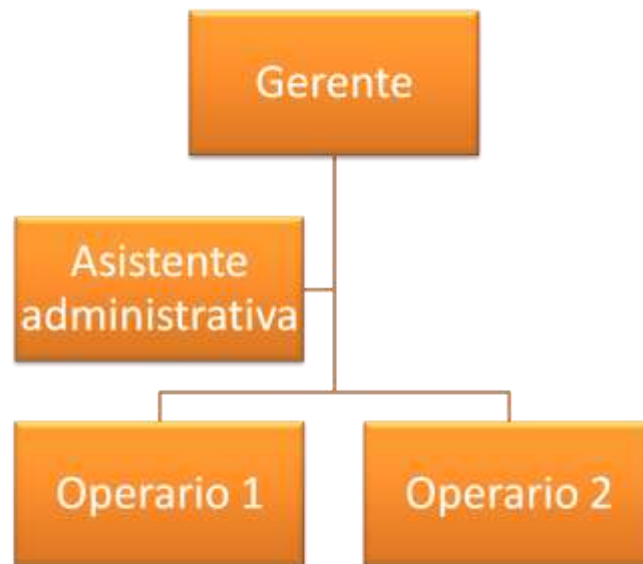 Gerente
Asistente
administrativa
Operario 1
Operario 2